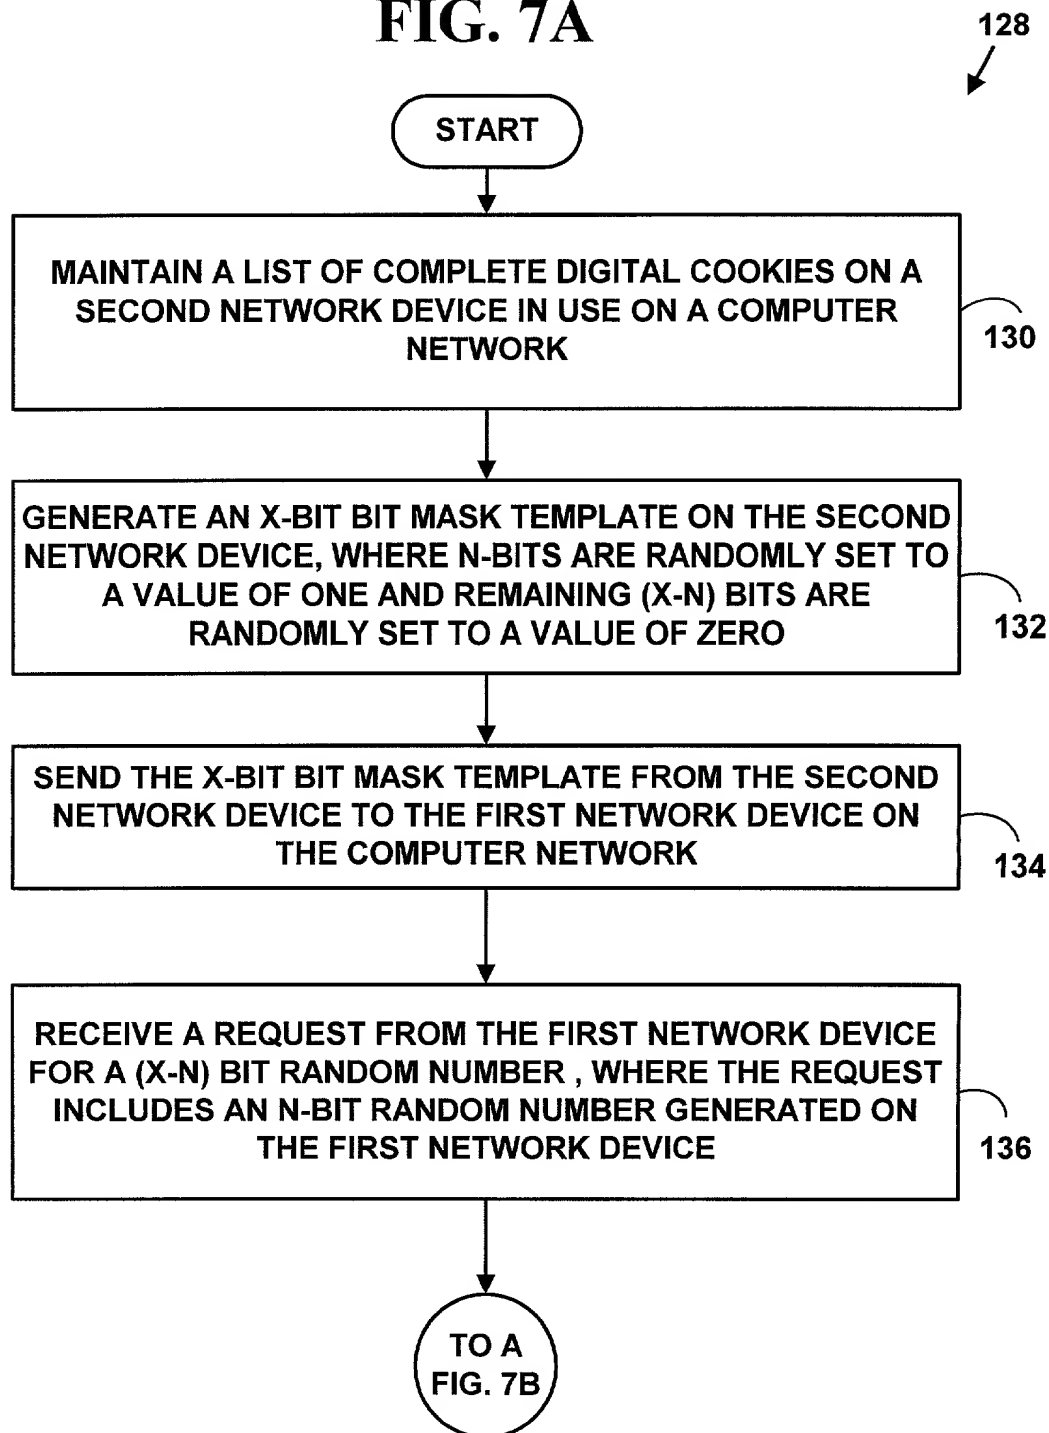 FIG. 7A
128
START
MAINTAIN A LIST OF COMPLETE DIGITAL COOKIES ON A
SECOND NETWORK DEVICE IN USE ON A COMPUTER
NETWORK
130
GENERATE AN X-BIT BIT MASK TEMPLATE ON THE SECOND
NETWORK DEVICE, WHERE N-BITS ARE RANDOMLY SET TO
A VALUE OF ONE AND REMAINING (X-N) BITS ARE
RANDOMLY SET TO A VALUE OF ZERO
132
SEND THE X-BIT BIT MASK TEMPLATE FROM THE SECOND
NETWORK DEVICE TO THE FIRST NETWORK DEVICE ON
THE COMPUTER NETWORK
134
RECEIVE A REQUEST FROM THE FIRST NETWORK DEVICE
FOR A (X-N) BIT RANDOM NUMBER , WHERE THE REQUEST
INCLUDES AN N-BIT RANDOM NUMBER GENERATED ON
THE FIRST NETWORK DEVICE
136
TO A
FIG. 7B